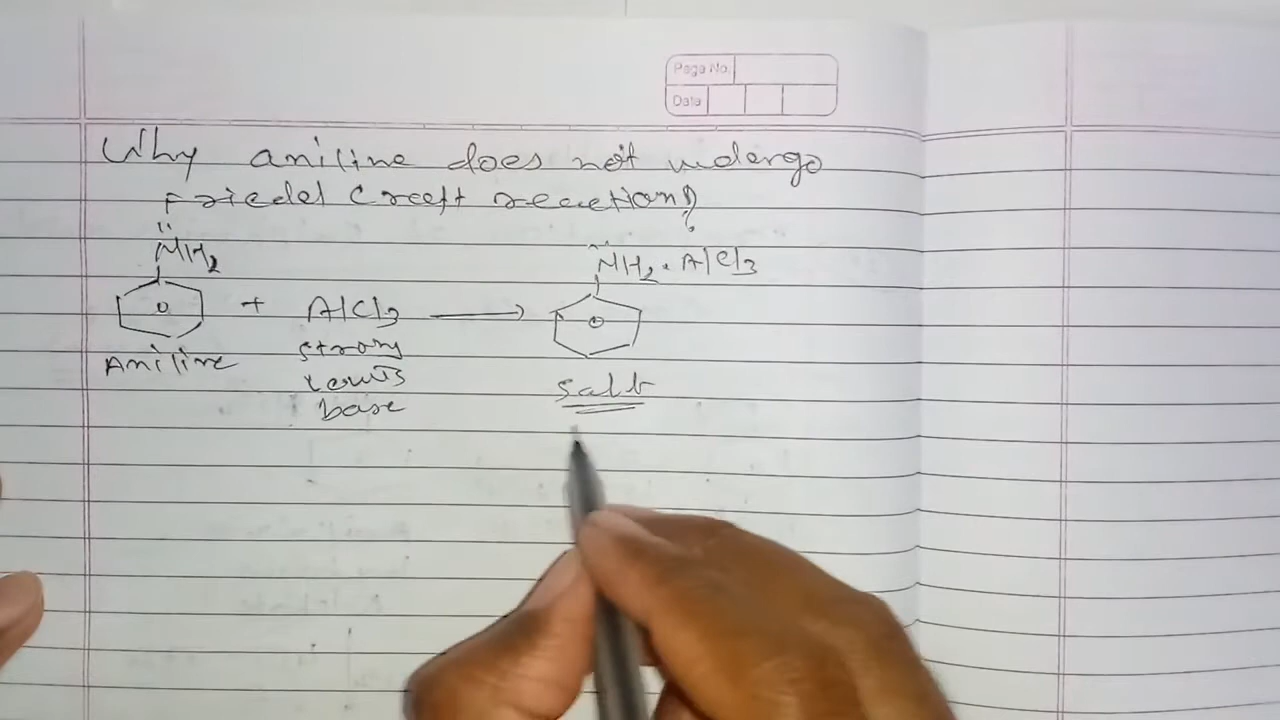 Page No.
Date
Why aniline does not undergo
Friedel Craft reaction?
NH2
+ AlCl3 ⟶
NH2. AlCl3
Aniline
strong
Lewis
base
Salt